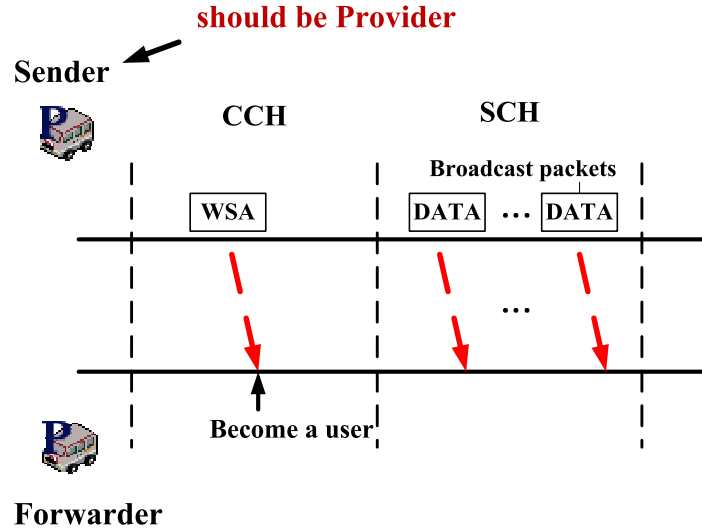 should be Provider
Sender
P
CCH
SCH
Broadcast packets
WSA
DATA
...
DATA
...
Become a user
P
Forwarder